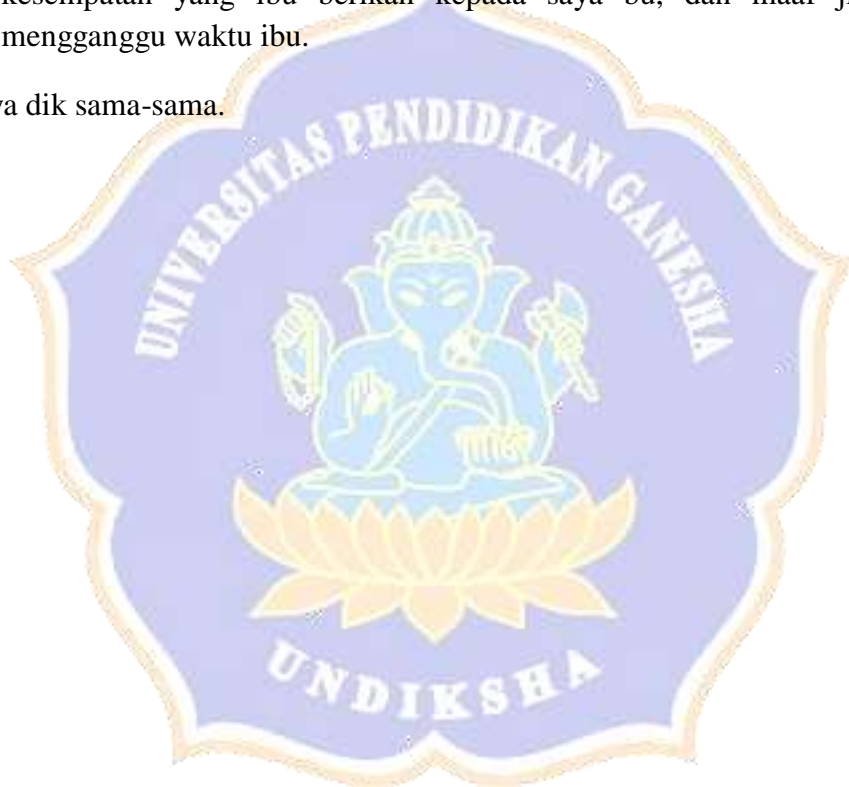 kesempatan yang ibu berikan kepada saya bu, dan maaf
mengganggu waktu ibu.
dik sama-sama.
UNIVERSITAS PENDIDIKAN GANESHA
UNDIKSHA